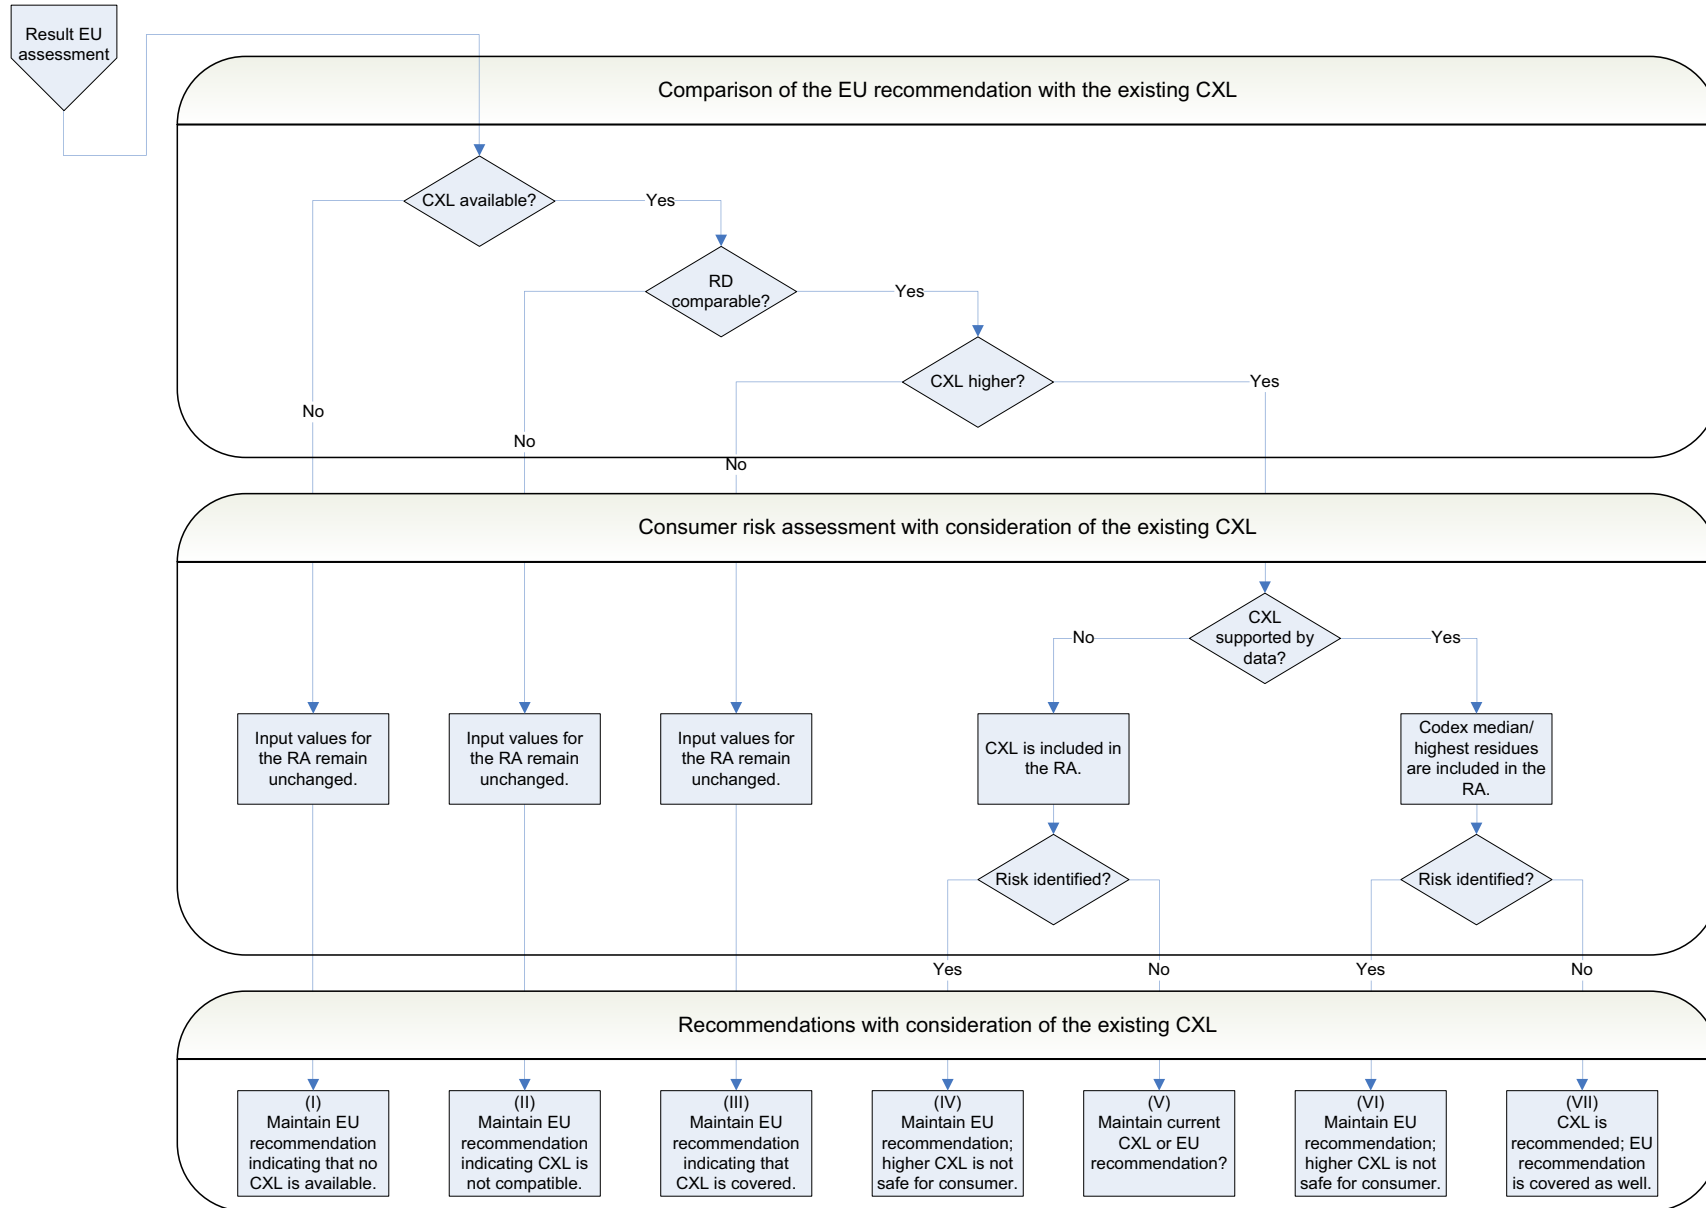 Result EU
assessment
Comparison of the EU recommendation with the existing CXL
CXL available?
Yes
RD
comparable?
Yes
CXL higher?
Yes
No
No
No
Consumer risk assessment with consideration of the existing CXL
CXL
supported by
data?
No
Yes
Input values for
the RA remain
unchanged.
Input values for
the RA remain
unchanged.
Input values for
the RA remain
unchanged.
CXL is included in
the RA.
Codex median/
highest residues
are included in the
RA.
Risk identified?
Risk identified?
Yes
No
Yes
No
Recommendations with consideration of the existing CXL
(I)
Maintain EU
recommendation
indicating that no
CXL is available.
(II)
Maintain EU
recommendation
indicating CXL is
not compatible.
(III)
Maintain EU
recommendation
indicating that
CXL is covered.
(IV)
Maintain EU
recommendation;
higher CXL is not
safe for consumer.
(V)
Maintain current
CXL or EU
recommendation?
(VI)
Maintain EU
recommendation;
higher CXL is not
safe for consumer.
(VII)
CXL is
recommended; EU
recommendation
is covered as well.